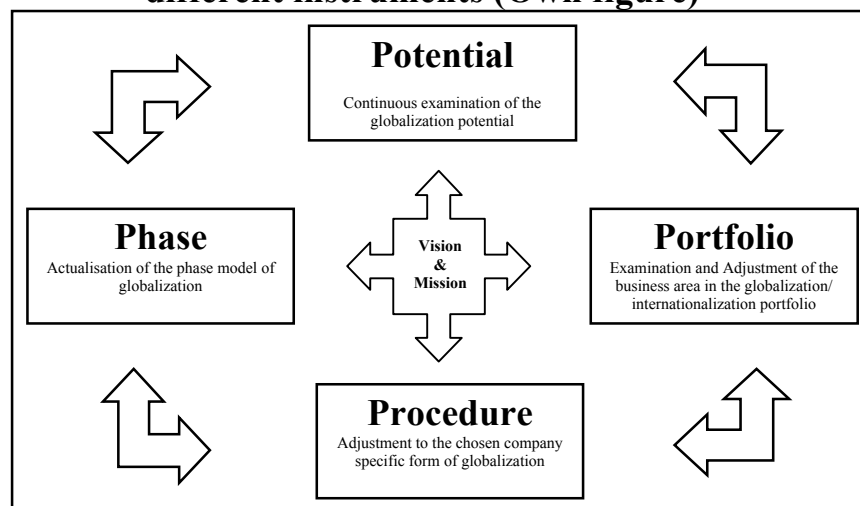 different instruments (Own figure)
Potential
Continuous examination of the
globalization potential
Phase
Actualisation of the phase model of
globalization
Vision
&
Mission
Portfolio
Examination and Adjustment of the
business area in the globalization/
internationalization portfolio
Procedure
Adjustment to the chosen company
specific form of globalization